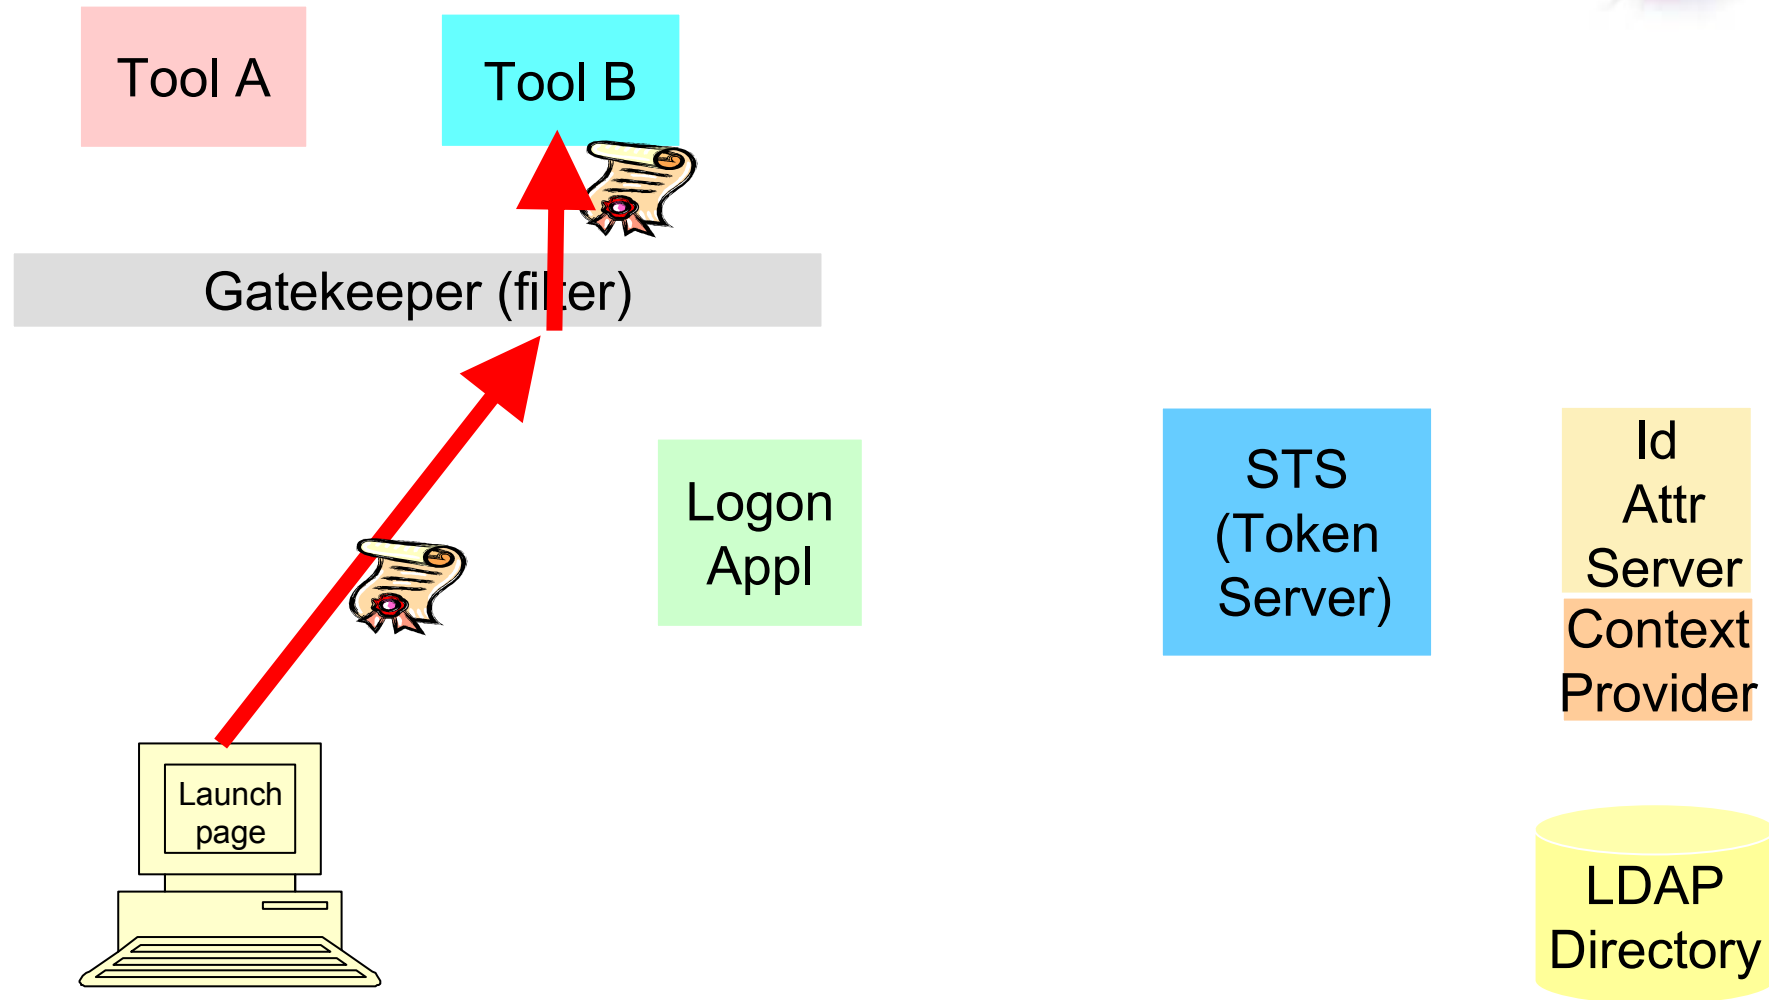 Tool A
Tool B
Gatekeeper (filter)
Logon
Appl
STS
(Token
Server)
Id
Attr
Server
Context
Provider
Launch
page
LDAP
Directory